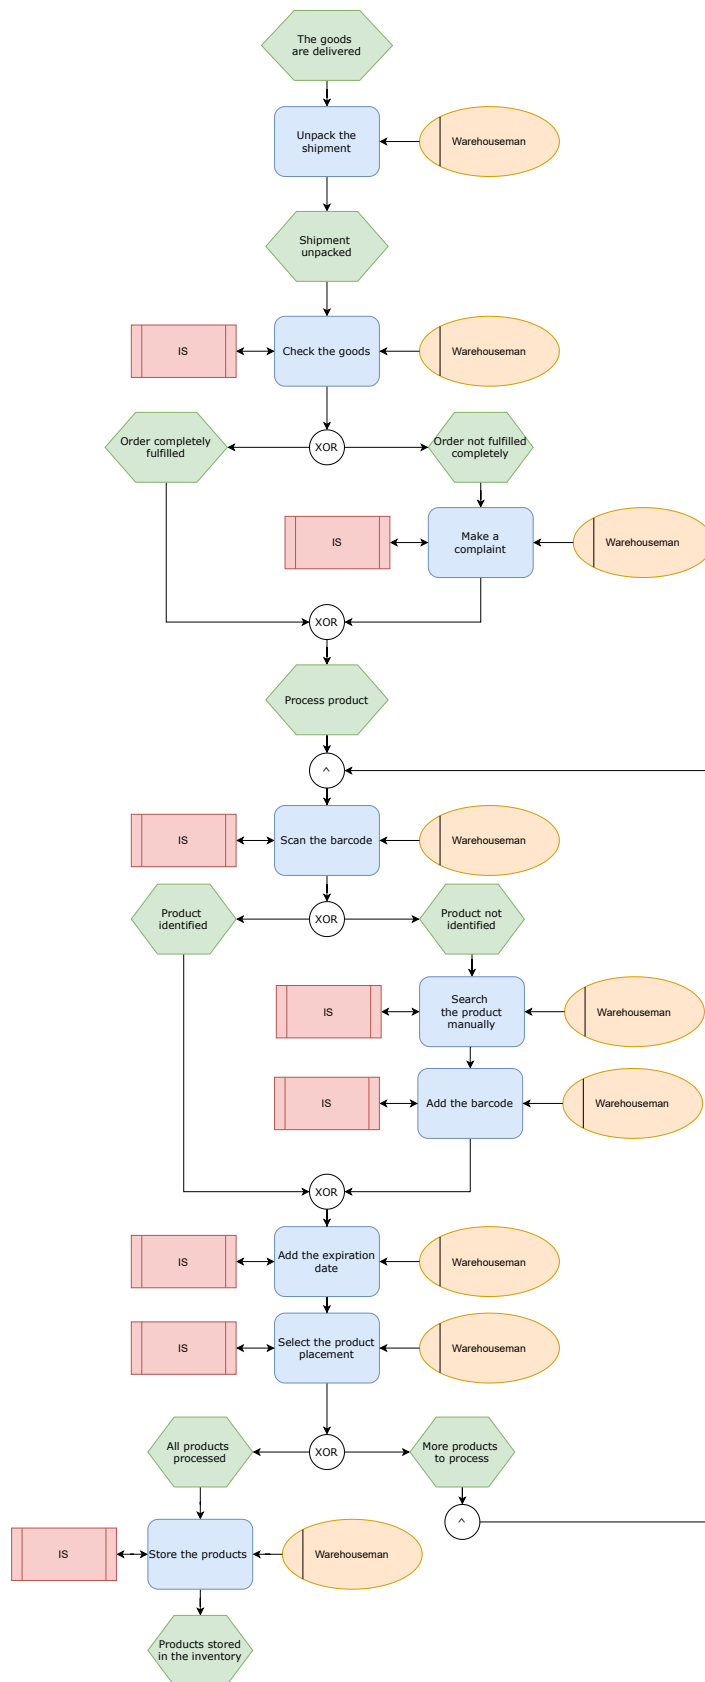 The goods
are delivered
Unpack the
shipment
Warehouseman
Shipment
unpacked
IS
Check the goods
Warehouseman
Order completely
fulfilled
XOR
Order not fulfilled
completely
IS
Make a
complaint
Warehouseman
XOR
Process product
^
IS
Scan the barcode
Warehouseman
Product
identified
XOR
Product not
identified
IS
Search
the product
manually
Warehouseman
IS
Add the barcode
Warehouseman
XOR
IS
Add the expiration
date
Warehouseman
IS
Select the product
placement
Warehouseman
All products
processed
XOR
More products
to process
^
IS
Store the products
Warehouseman
Products stored
in the inventory